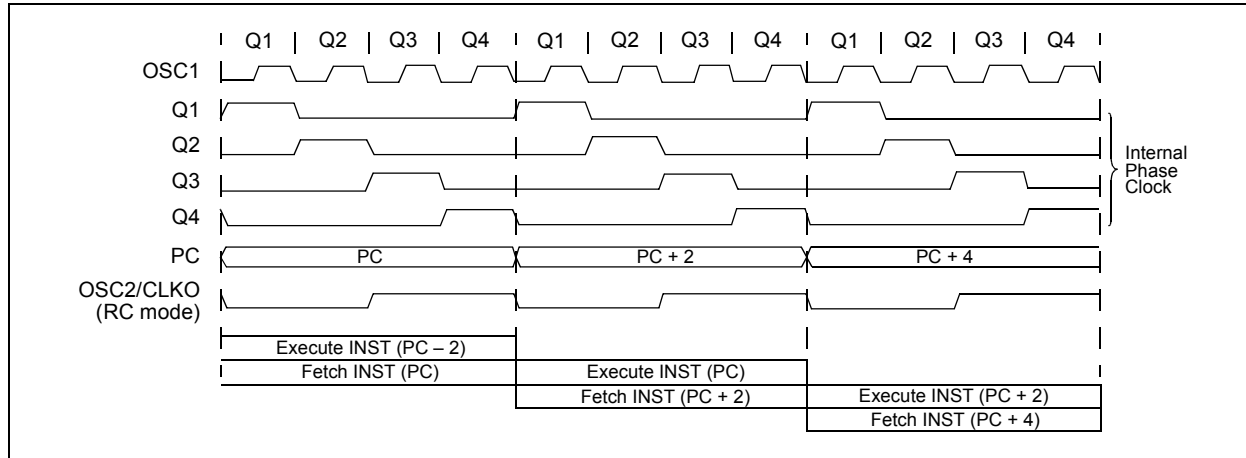 Q1 Q2 Q3 Q4 Q1 Q2 Q3 Q4 Q1 Q2 Q3 Q4
OSC1
Q1
Q2
Q3
Q4
Internal
Phase
Clock
PC PC PC + 2 PC + 4
OSC2/CLKO
(RC mode)
Execute INST (PC – 2)
Fetch INST (PC) Execute INST (PC)
Fetch INST (PC + 2) Execute INST (PC + 2)
Fetch INST (PC + 4)